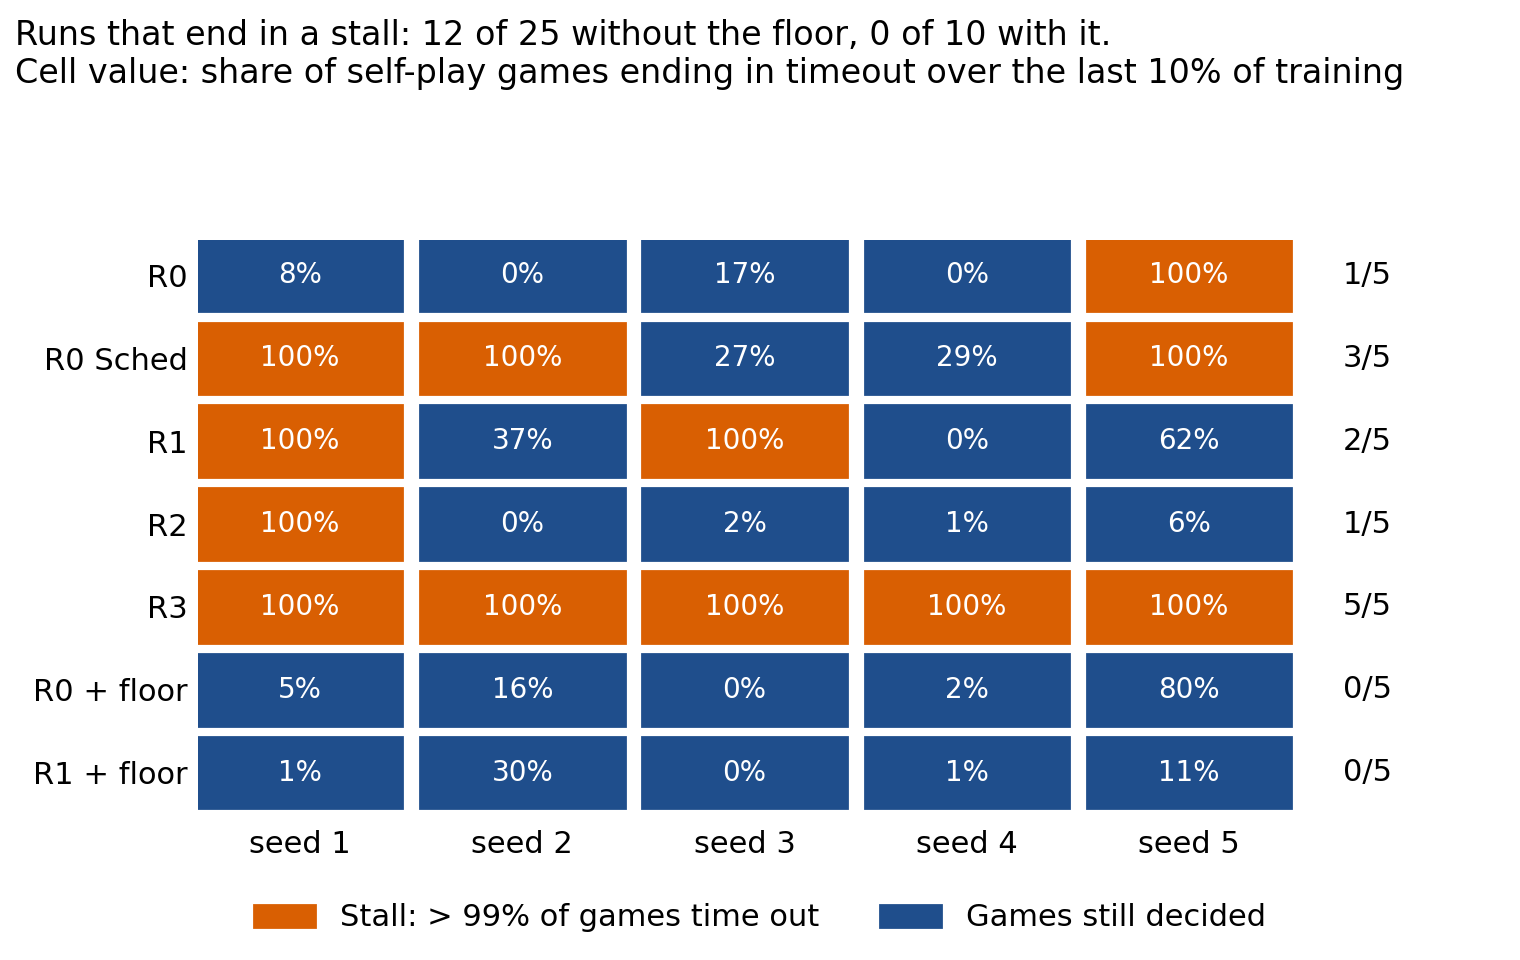 Runs that end in a stall: 12 of 25 without the floor, 0 of 10 with it.
Cell value: share of self-play games ending in timeout over the last 10% of training
R0 8% 0% 17% 0% 100% 1/5
R0 Sched 100% 100% 27% 29% 100% 3/5
R1 100% 37% 100% 0% 62% 2/5
R2 100% 0% 2% 1% 6% 1/5
R3 100% 100% 100% 100% 100% 5/5
R0 + floor 5% 16% 0% 2% 80% 0/5
R1 + floor 1% 30% 0% 1% 11% 0/5
seed 1 seed 2 seed 3 seed 4 seed 5
Stall: > 99% of games time out Games still decided